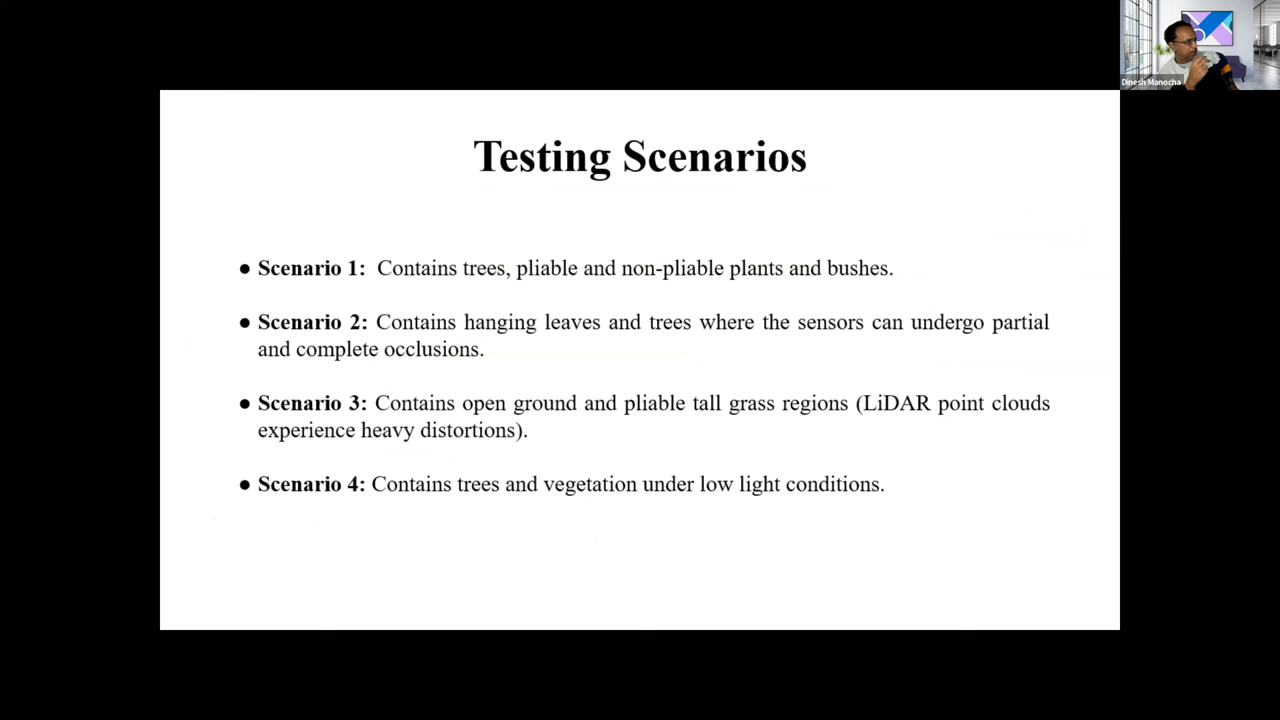 Dinesh Manocha
Testing Scenarios
● Scenario 1: Contains trees, pliable and non-pliable plants and bushes.
● Scenario 2: Contains hanging leaves and trees where the sensors can undergo partial
and complete occlusions.
● Scenario 3: Contains open ground and pliable tall grass regions (LiDAR point clouds
experience heavy distortions).
● Scenario 4: Contains trees and vegetation under low light conditions.